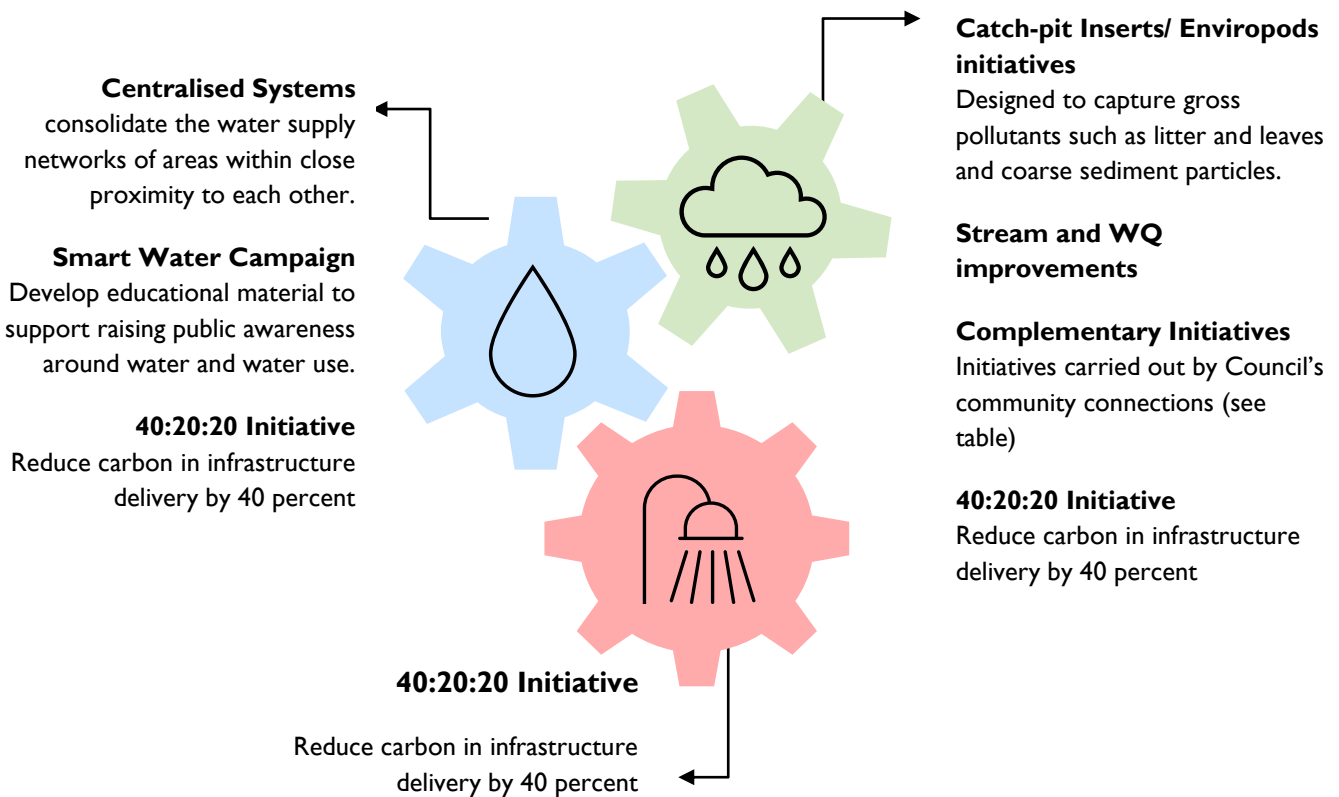 Centralised Systems
consolidate the water supply
networks of areas within close
proximity to each other.
Smart Water Campaign
Develop educational material to
support raising public awareness
around water and water use.
40:20:20 Initiative
Reduce carbon in infrastructure
delivery by 40 percent
Catch-pit Inserts/ Enviropods
initiatives
Designed to capture gross
pollutants such as litter and leaves
and coarse sediment particles.
Stream and WQ
improvements
Complementary Initiatives
Initiatives carried out by Council’s
community connections (see
table)
40:20:20 Initiative
Reduce carbon in infrastructure
delivery by 40 percent
40:20:20 Initiative
Reduce carbon in infrastructure
delivery by 40 percent